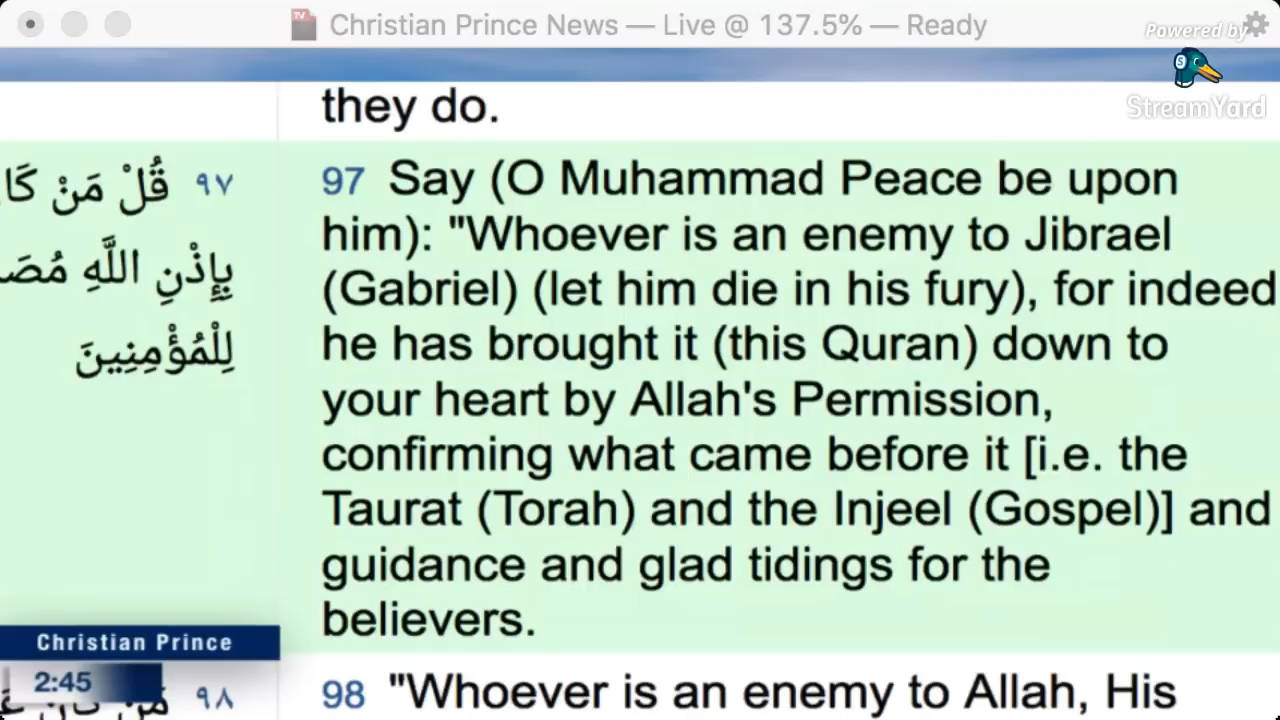 Christian Prince News — Live @ 137.5% — Ready
Powered by
StreamYard
they do.
٩٧ قُلْ مَنْ
بِإِذْنِ اللَّهِ
لِلْمُؤْمِنِينَ
97 Say (O Muhammad Peace be upon
him): "Whoever is an enemy to Jibrael
(Gabriel) (let him die in his fury), for indeed
he has brought it (this Quran) down to
your heart by Allah's Permission,
confirming what came before it [i.e. the
Taurat (Torah) and the Injeel (Gospel)] and
guidance and glad tidings for the
believers.
Christian Prince
2:45
٩٨
98 "Whoever is an enemy to Allah, His